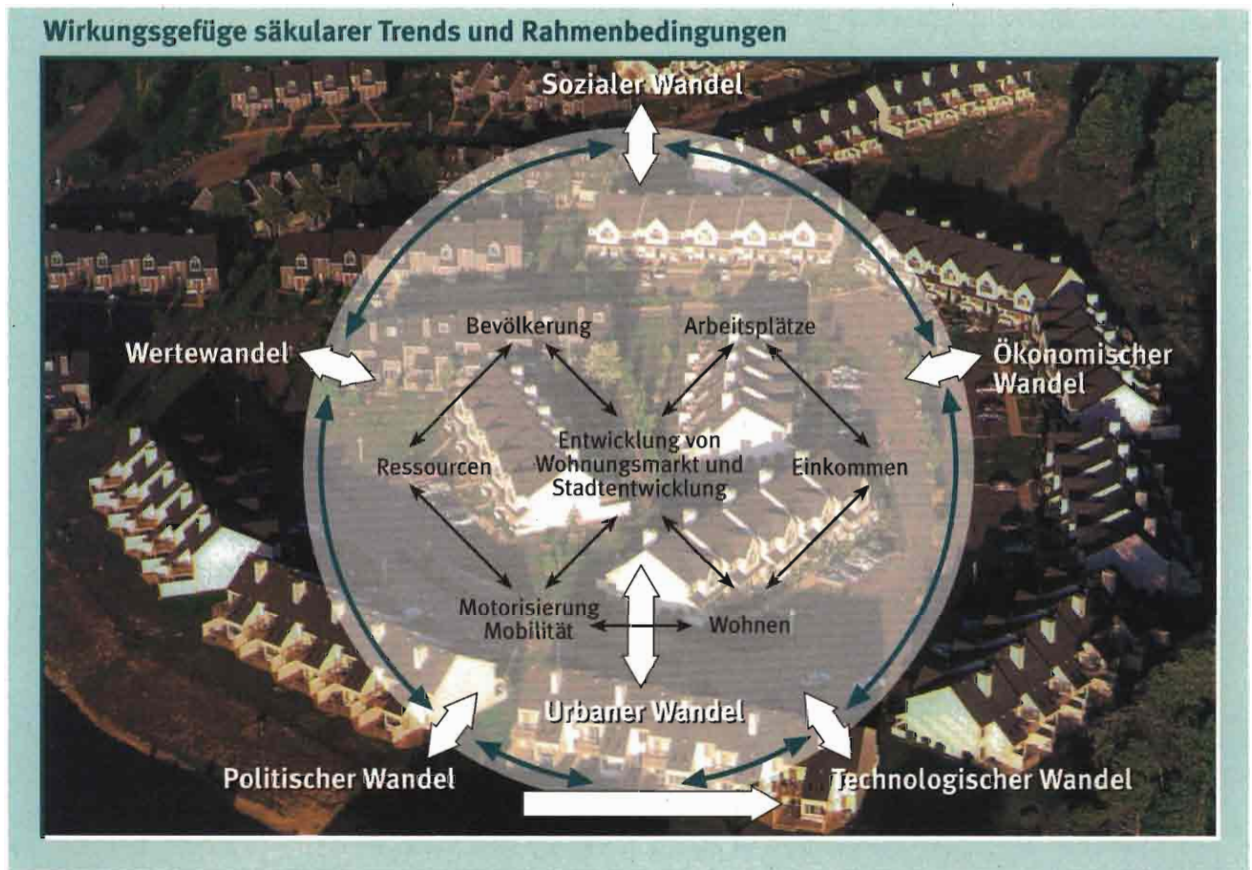 Wirkungsgefüge säkularer Trends und Rahmenbedingungen
Sozialer Wandel
Bevölkerung
Arbeitsplätze
Wertewandel
Ökonomischer
Wandel
Ressourcen
Entwicklung von
Wohnungsmarkt und
Stadtentwicklung
Einkommen
Motorisierung
Mobilität
Wohnen
Urbaner Wandel
Politischer Wandel
Technologischer Wandel